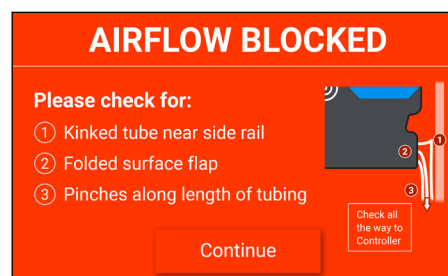 AIRFLOW BLOCKED
Please check for:
1 Kinked tube near side rail
2 Folded surface flap
3 Pinches along length of tubing
1
2
3
Check all
the way to
Controller
Continue